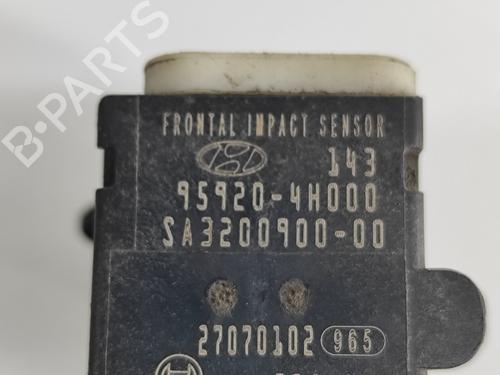 B-PARTS
FRONTAL IMPACT SENSOR
143
95920-4H000
SA3200900-00
27070102 965